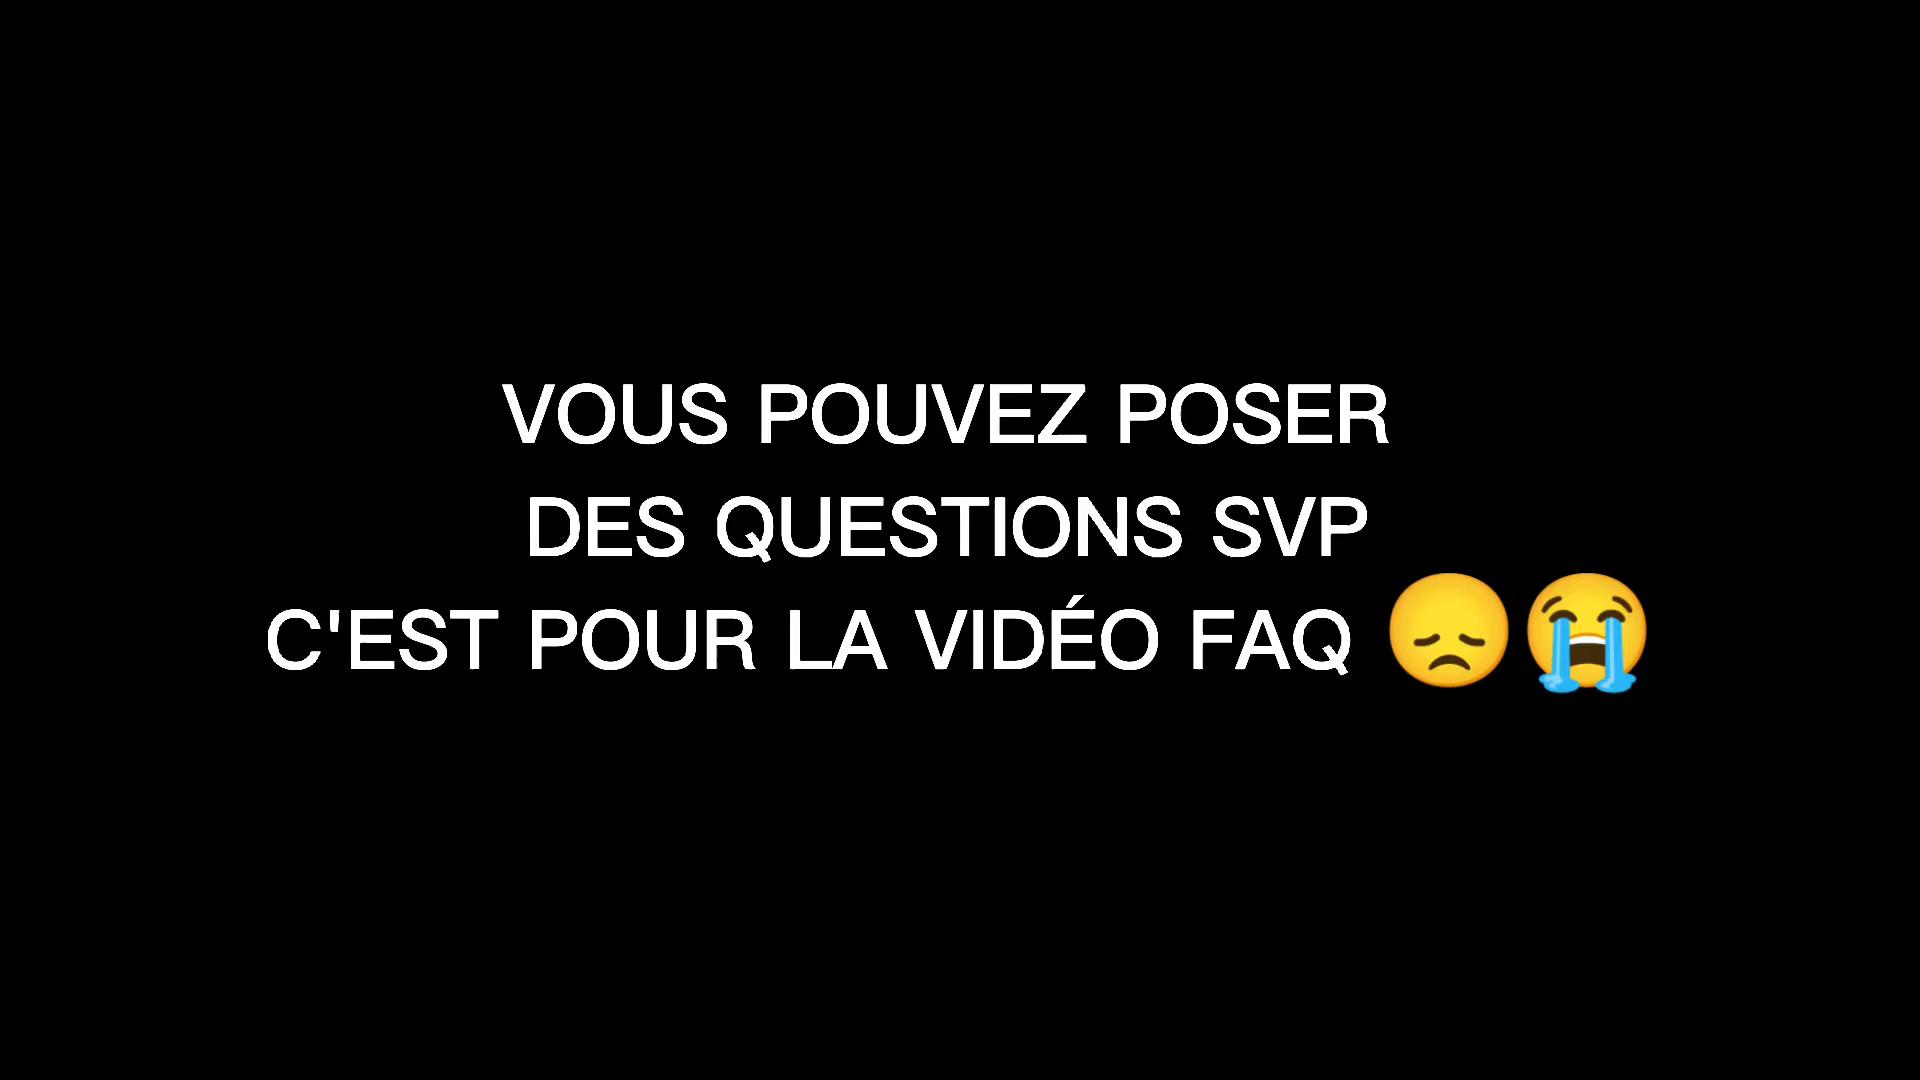 VOUS POUVEZ POSER
DES QUESTIONS SVP
C'EST POUR LA VIDÉO FAQ 😞😭